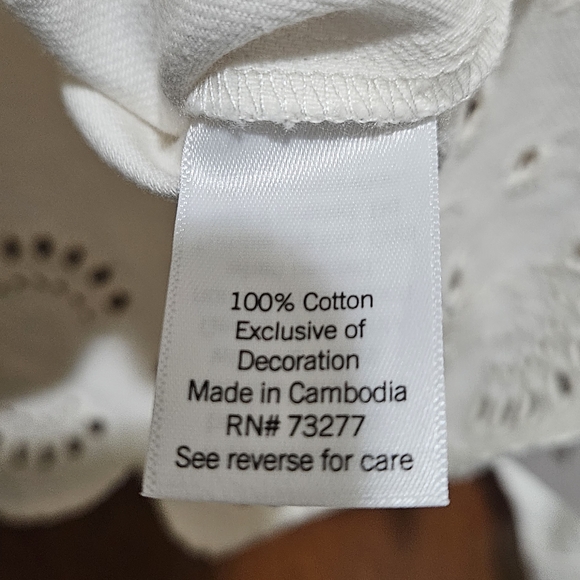 100% Cotton
Exclusive of
Decoration
Made in Cambodia
RN# 73277
See reverse for care